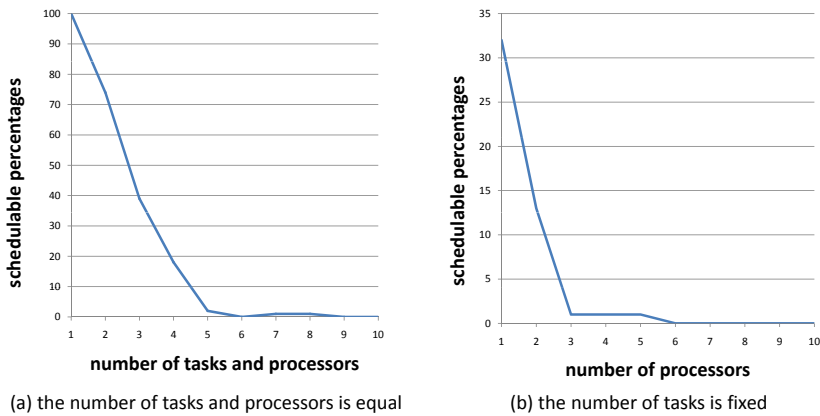 schedulable percentages
100
90
80
70
60
50
40
30
20
10
0
1 2 3 4 5 6 7 8 9 10
number of tasks and processors
(a) the number of tasks and processors is equal
schedulable percentages
35
30
25
20
15
10
5
0
1 2 3 4 5 6 7 8 9 10
number of processors
(b) the number of tasks is fixed